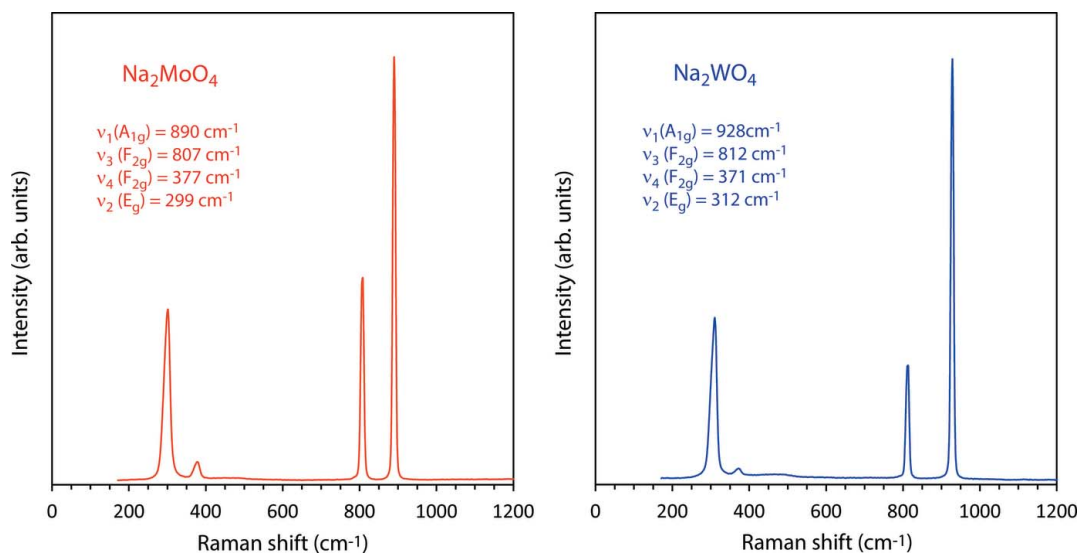 Na₂MoO₄
ν₁(A₁g) = 890 cm⁻¹
ν₃ (F₂g) = 807 cm⁻¹
ν₄ (F₂g) = 377 cm⁻¹
ν₂ (Eg) = 299 cm⁻¹
Intensity (arb. units)
0 200 400 600 800 1000 1200
Raman shift (cm⁻¹)
Na₂WO₄
ν₁(A₁g) = 928cm⁻¹
ν₃ (F₂g) = 812 cm⁻¹
ν₄ (F₂g) = 371 cm⁻¹
ν₂ (Eg) = 312 cm⁻¹
Intensity (arb. units)
0 200 400 600 800 1000 1200
Raman shift (cm⁻¹)